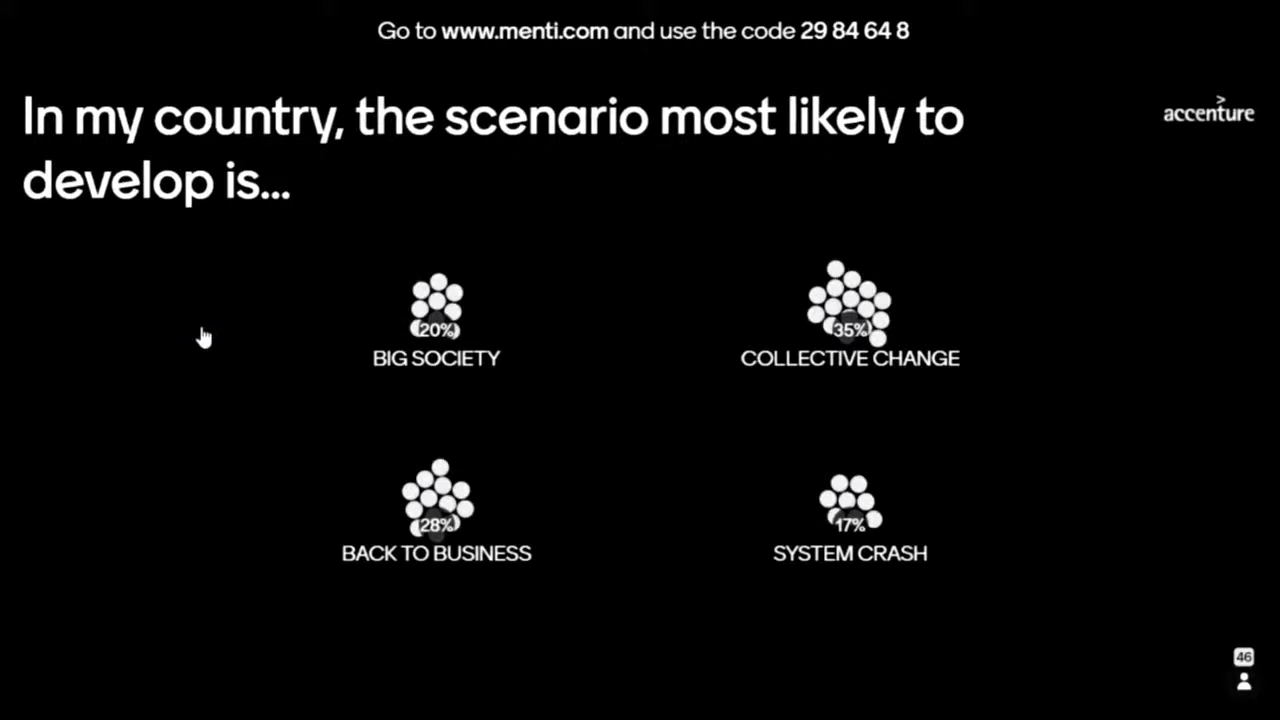 Go to www.menti.com and use the code 29 84 64 8
In my country, the scenario most likely to
develop is...
accenture
20%
BIG SOCIETY
35%
COLLECTIVE CHANGE
28%
BACK TO BUSINESS
17%
SYSTEM CRASH
46